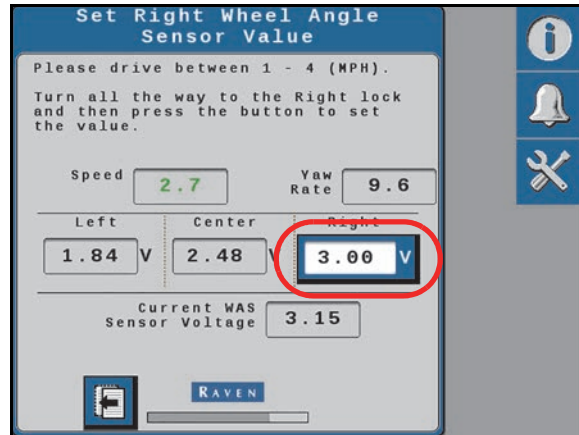 Set Right Wheel Angle
Sensor Value
Please drive between 1 - 4 (MPH).
Turn all the way to the Right lock
and then press the button to set
the value.
Speed 2.7 Yaw Rate 9.6
Left Center Right
1.84 V 2.48 V 3.00 V
Current WAS
Sensor Voltage 3.15
RAVEN